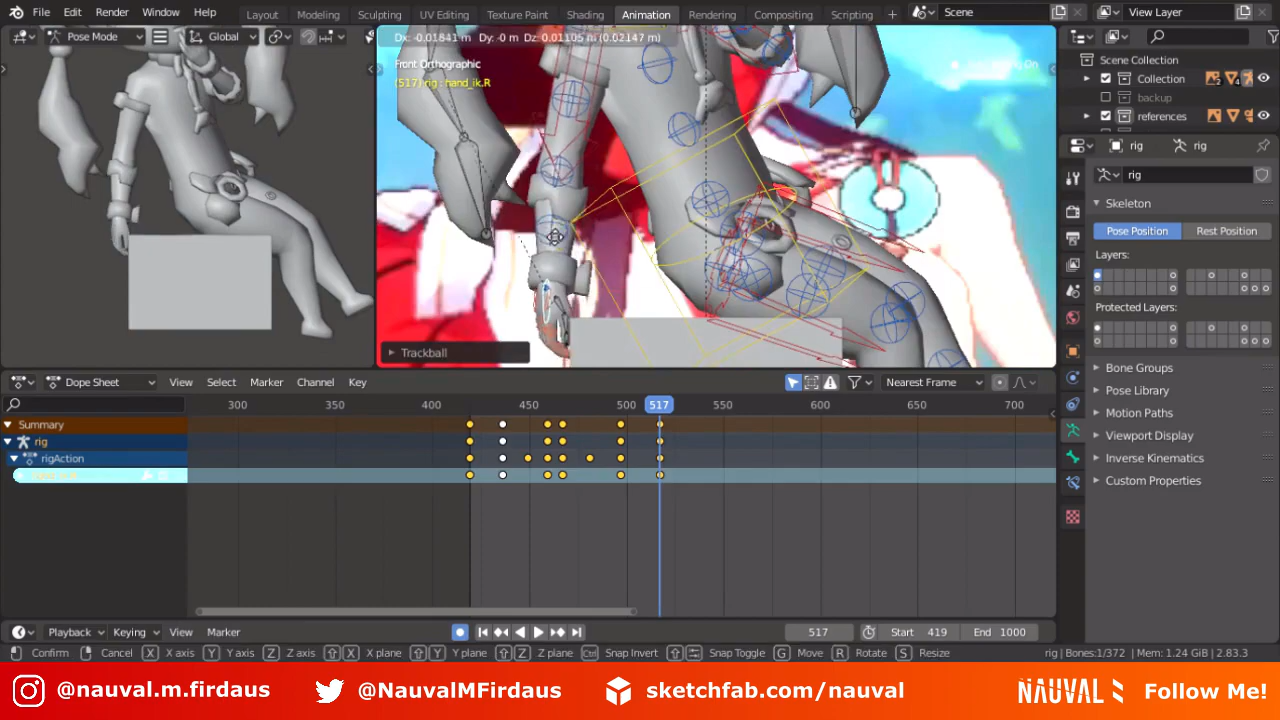 File Edit Render Window Help Layout Modeling Sculpting UV Editing Texture Paint Shading Animation Rendering Compositing Scripting Scene View Layer
Pose Mode Global
Dx: -0.01841 m Dy: -0 m Dz: 0.01105 m (0.02147 m)
Front Orthographic
(517) rig : hand_ik.R
Trackball
Scene Collection
Collection
backup
references
rig rig
rig
Skeleton
Pose Position Rest Position
Layers:
Protected Layers:
Bone Groups
Pose Library
Motion Paths
Viewport Display
Inverse Kinematics
Custom Properties
Dope Sheet View Select Marker Channel Key Nearest Frame
300 350 400 450 500 517 550 600 650 700
Summary
rig
rigAction
Playback Keying View Marker 517 Start 419 End 1000
Confirm Cancel X X axis Y Y axis Z Z axis X X plane Y Y plane Z Z plane Ctrl Snap Invert Snap Toggle G Move R Rotate S Resize rig | Bones:1/372 | Mem: 1.24 GiB | 2.83.3
@nauval.m.firdaus @NauvalMFirdaus sketchfab.com/nauval NAUVAL Follow Me!